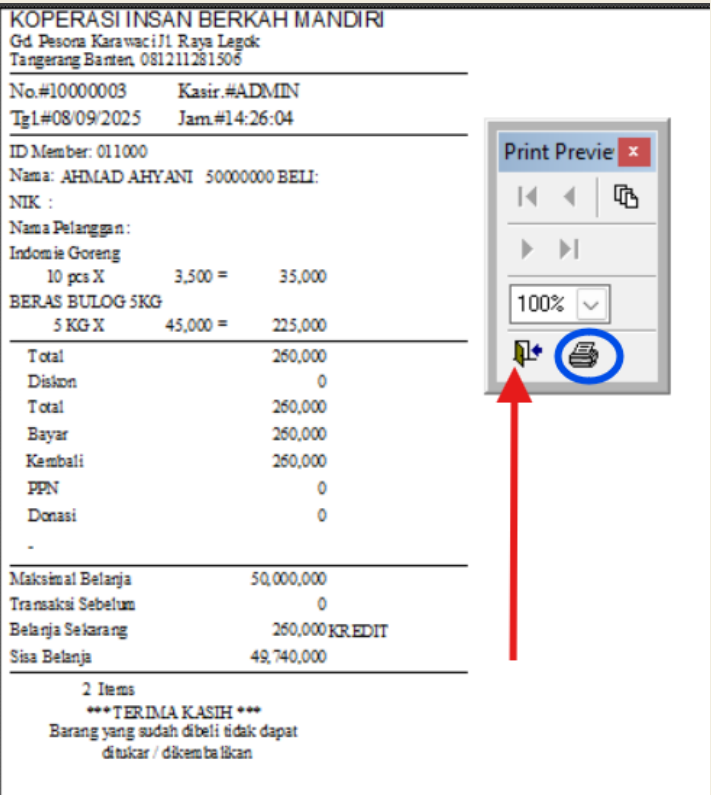 KOPERASI INSAN BERKAH MANDIRI
Gd. Pesona Karawaci Jl. Raya Legok
Tangerang Banten, 081211281506
No.#10000003 Kasir.#ADMIN
Tgl.#08/09/2025 Jam.#14:26:04
ID Member: 011000
Nama: AHMAD AHYANI 50000000 BELI:
NIK :
Nama Pelanggan :
Indomie Goreng
10 pcs X 3,500 = 35,000
BERAS BULOG 5KG
5 KG X 45,000 = 225,000
Total 260,000
Diskon 0
Total 260,000
Bayar 260,000
Kembali 260,000
PPN 0
Donasi 0
-
Maksimal Belanja 50,000,000
Transaksi Sebelum 0
Belanja Sekarang 260,000 KREDIT
Sisa Belanja 49,740,000
2 Items
*** TERIMA KASIH ***
Barang yang sudah dibeli tidak dapat
ditukar / dikembalikan
Print Previe
100%